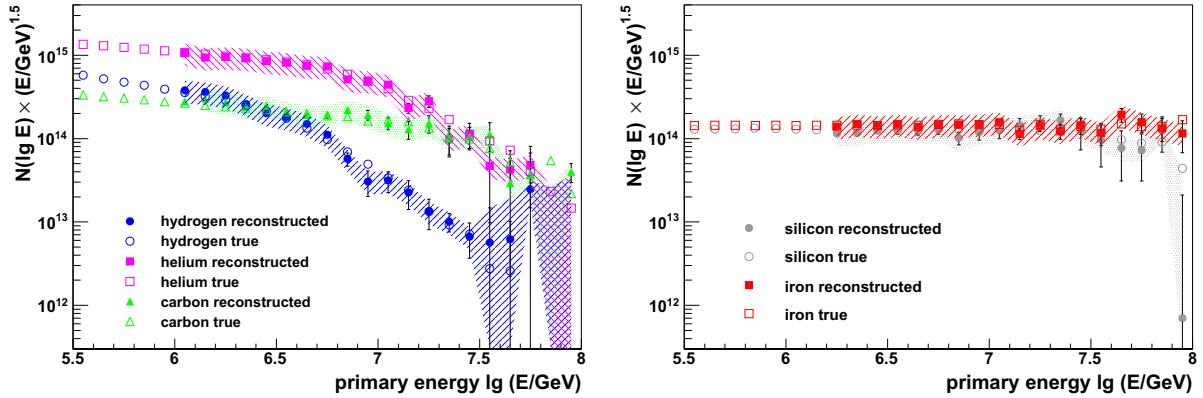 N(lg E) × (E/GeV)^1.5
10^15
10^14
10^13
10^12
hydrogen reconstructed
hydrogen true
helium reconstructed
helium true
carbon reconstructed
carbon true
5.5 6 6.5 7 7.5 8
primary energy lg (E/GeV)
N(lg E) × (E/GeV)^1.5
10^15
10^14
10^13
10^12
silicon reconstructed
silicon true
iron reconstructed
iron true
5.5 6 6.5 7 7.5 8
primary energy lg (E/GeV)